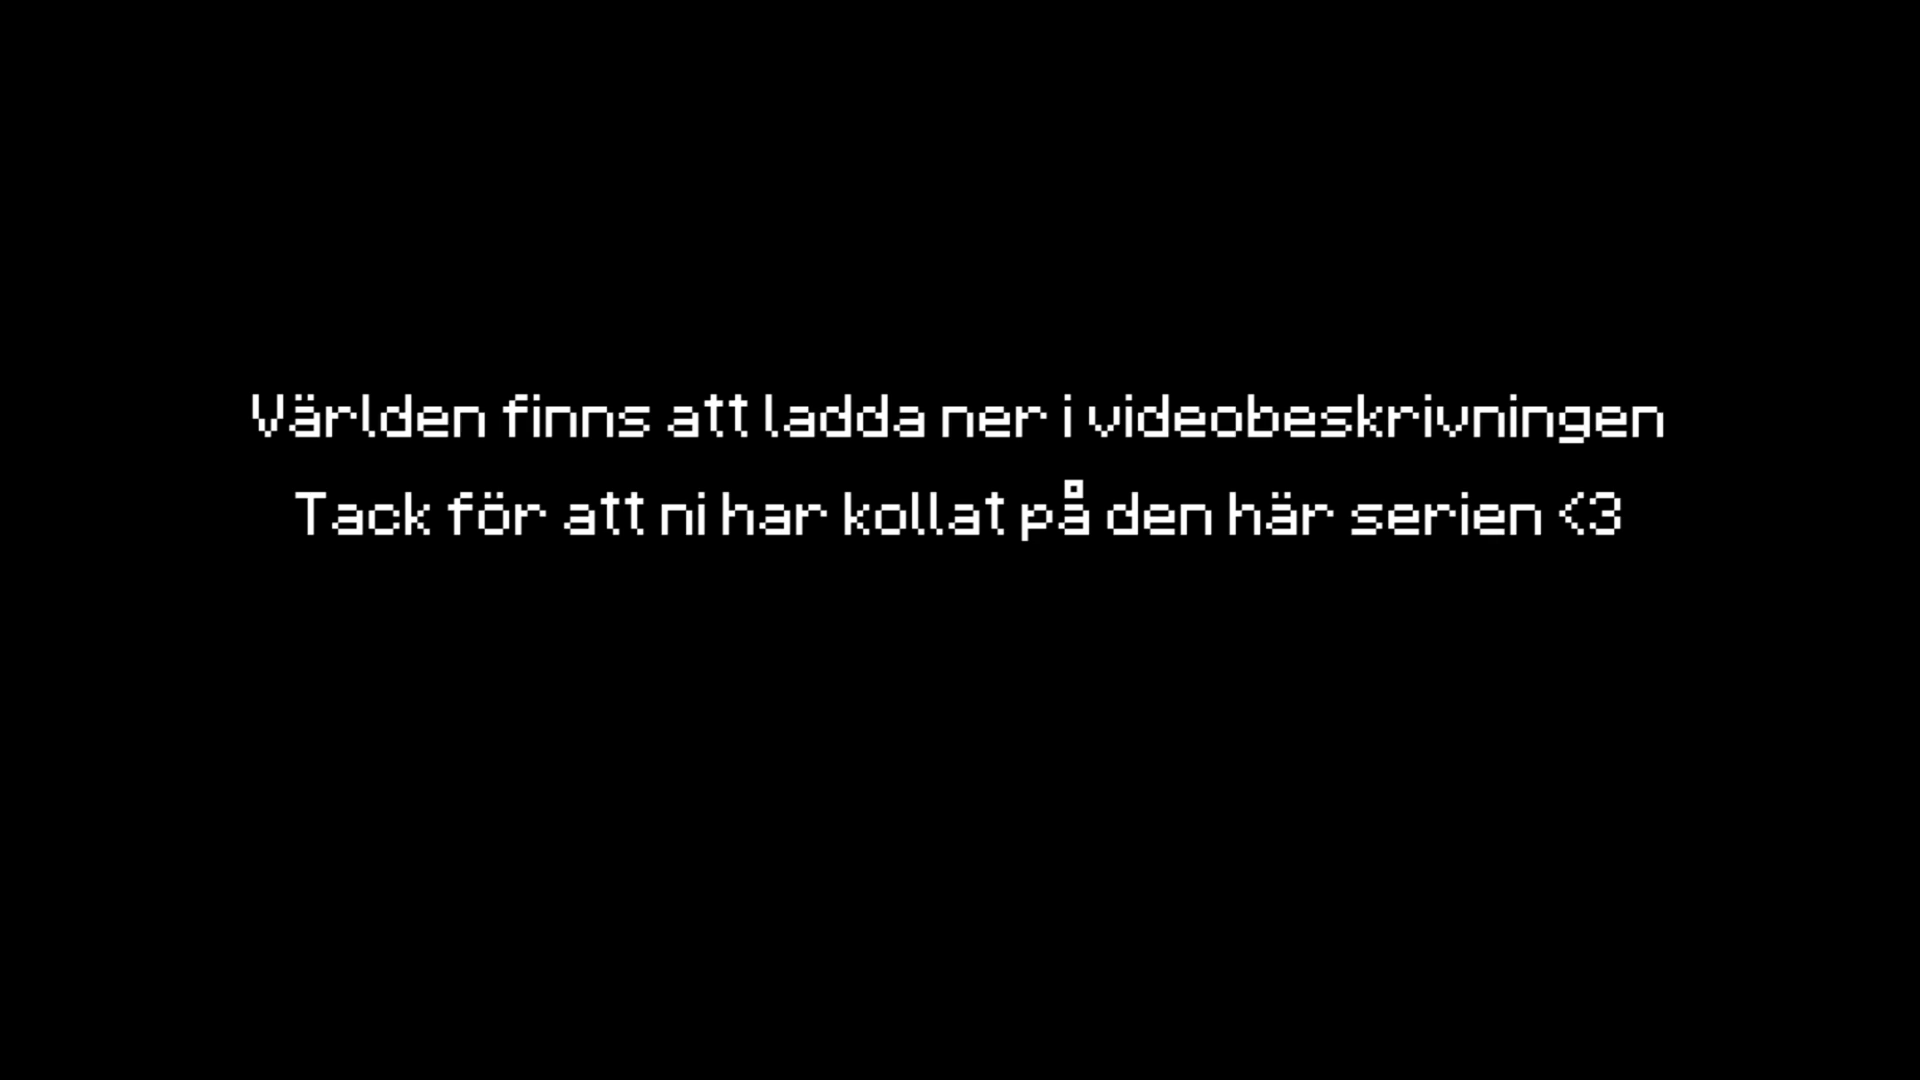 Världen finns att ladda ner i videobeskrivningen
Tack för att ni har kollat på den här serien <3